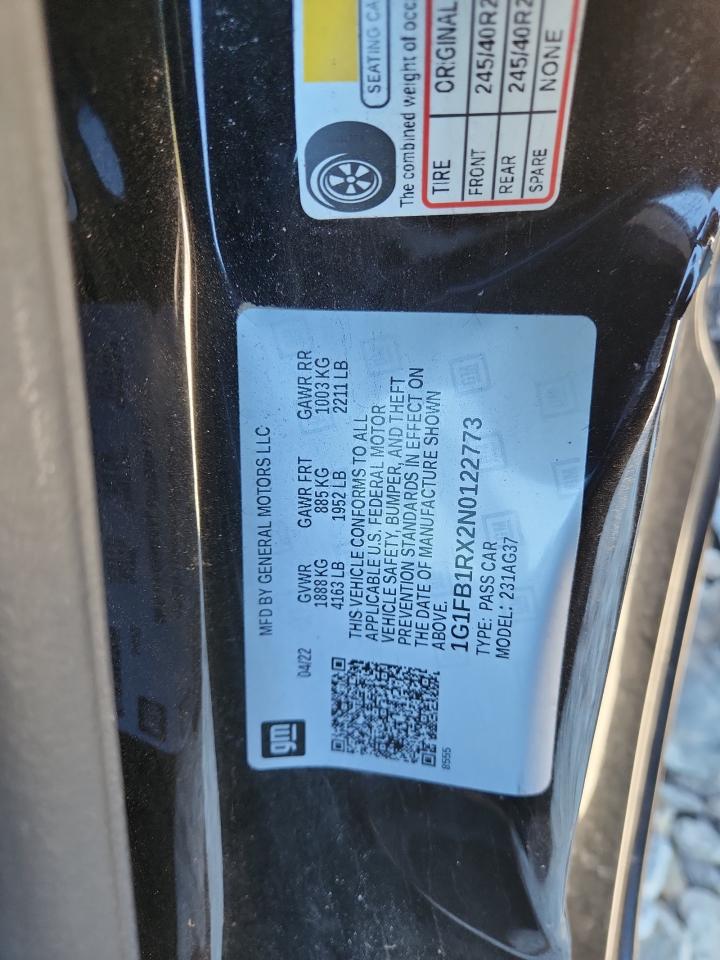 SEATING CA
The combined weight of occ
TIRE ORIGINAL
FRONT 245/40R2
REAR 245/40R2
SPARE NONE
MFD BY GENERAL MOTORS LLC
04/22 GVWR GAWR FRT GAWR RR
1888 KG 885 KG 1003 KG
4163 LB 1952 LB 2211 LB
THIS VEHICLE CONFORMS TO ALL
APPLICABLE U.S. FEDERAL MOTOR
VEHICLE SAFETY, BUMPER, AND THEFT
PREVENTION STANDARDS IN EFFECT ON
THE DATE OF MANUFACTURE SHOWN
ABOVE.
1G1FB1RX2N0122773
TYPE: PASS CAR
MODEL: 231AG37
gm
8555